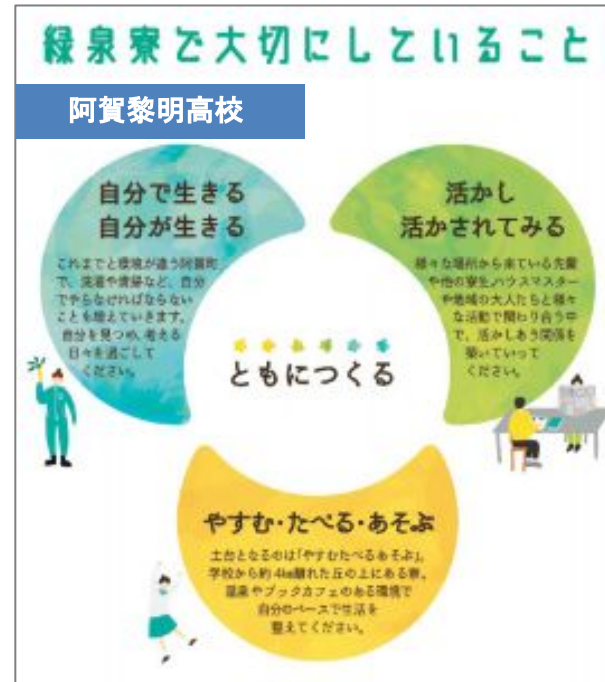 緑泉寮で大切にしていること
阿賀黎明高校
自分で生きる
自分が生きる
これまでと環境が違う阿賀町
で、洗濯や掃除など、自分
でやらなければならない
ことも増えていきます。
自分を見つめ、考える
日々を過ごして
ください。
活かし
活かされてみる
様々な場所から来ている先輩
や他の寮生、ハウスマスター
や地域の大人たちと様々
な活動で関わり合う中
で、活かしあう関係を
築いていって
ください。
ともにつくる
やすむ・たべる・あそぶ
土台となるのは「やすむたべるあそぶ」。
学校から約4km離れた丘の上にある寮。
温泉やブックカフェのある環境で
自分のペースで生活を
整えてください。